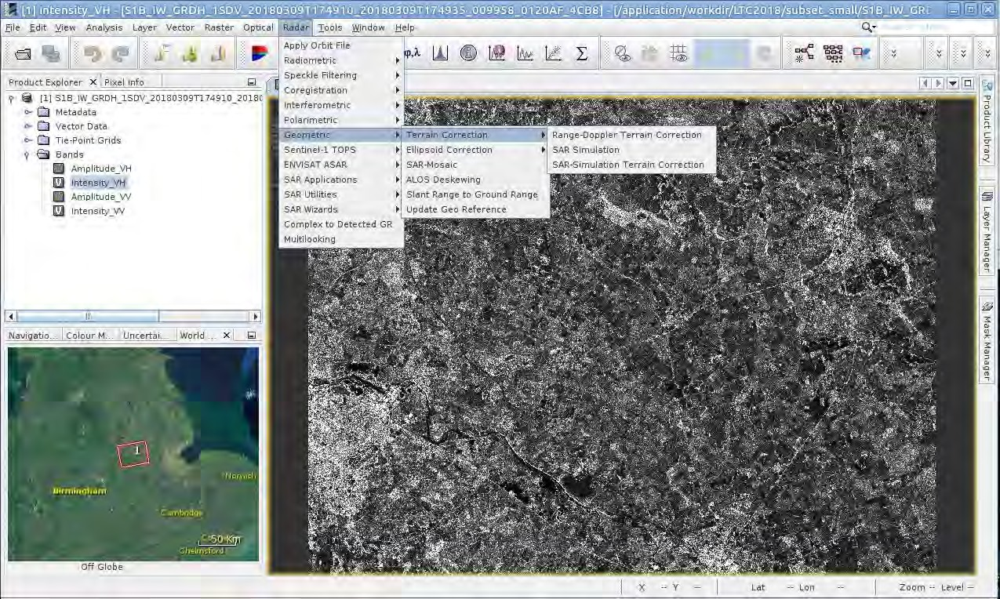 [1] intensity_VH - [S1B_IW_GRDH_1SDV_20180309T174910_20180309T174935_009958_0120AF_4CB8] - [/application/workdir/LTC2018/subset_small/S1B_IW_GRD
File Edit View Analysis Layer Vector Raster Optical Radar Tools Window Help
φ,λ Σ
Apply Orbit File
Radiometric
Speckle Filtering
Coregistration
Interferometric
Polarimetric
Geometric
Sentinel-1 TOPS
ENVISAT ASAR
SAR Applications
SAR Utilities
SAR Wizards
Complex to Detected GR
Multilooking
Terrain Correction
Ellipsoid Correction
SAR-Mosaic
ALOS Deskewing
Slant Range to Ground Range
Update Geo Reference
Range-Doppler Terrain Correction
SAR Simulation
SAR-Simulation Terrain Correction
Product Explorer Pixel Info
[1] S1B_IW_GRDH_1SDV_20180309T174910_20180
Metadata
Vector Data
Tie-Point Grids
Bands
Amplitude_VH
Intensity_VH
Amplitude_VV
Intensity_VV
Navigatio... Colour M... Uncertai... World ...
1
Norwich
Birmingham
Cambridge
50 Km
Chelmsford
Off Globe
Product Library
Layer Manager
Mask Manager
X -- Y -- Lat -- Lon -- Zoom -- Level --